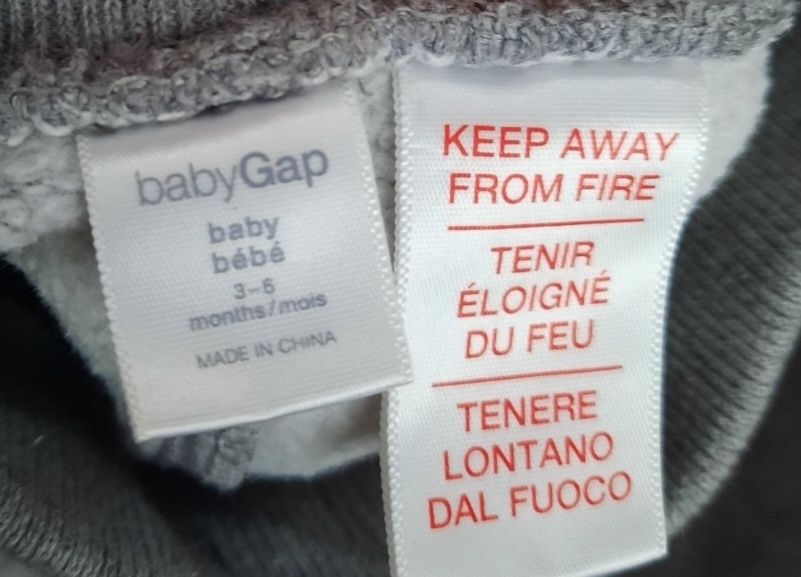 babyGap
baby
bébé
3-6
months/mois
MADE IN CHINA
KEEP AWAY
FROM FIRE
TENIR
ÉLOIGNÉ
DU FEU
TENERE
LONTANO
DAL FUOCO